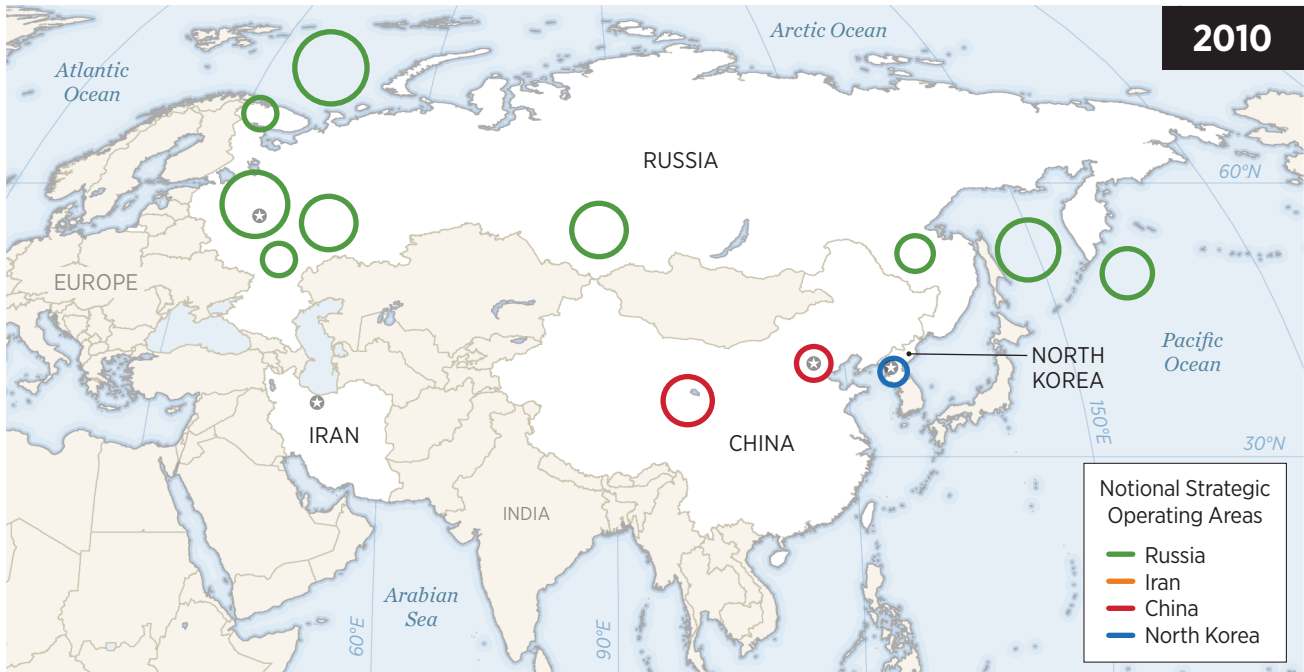 2010
Arctic Ocean
Atlantic
Ocean
RUSSIA
60°N
EUROPE
Pacific
Ocean
NORTH
KOREA
IRAN
CHINA
150°E
30°N
INDIA
Arabian
Sea
60°E
90°E
Notional Strategic
Operating Areas
Russia
Iran
China
North Korea